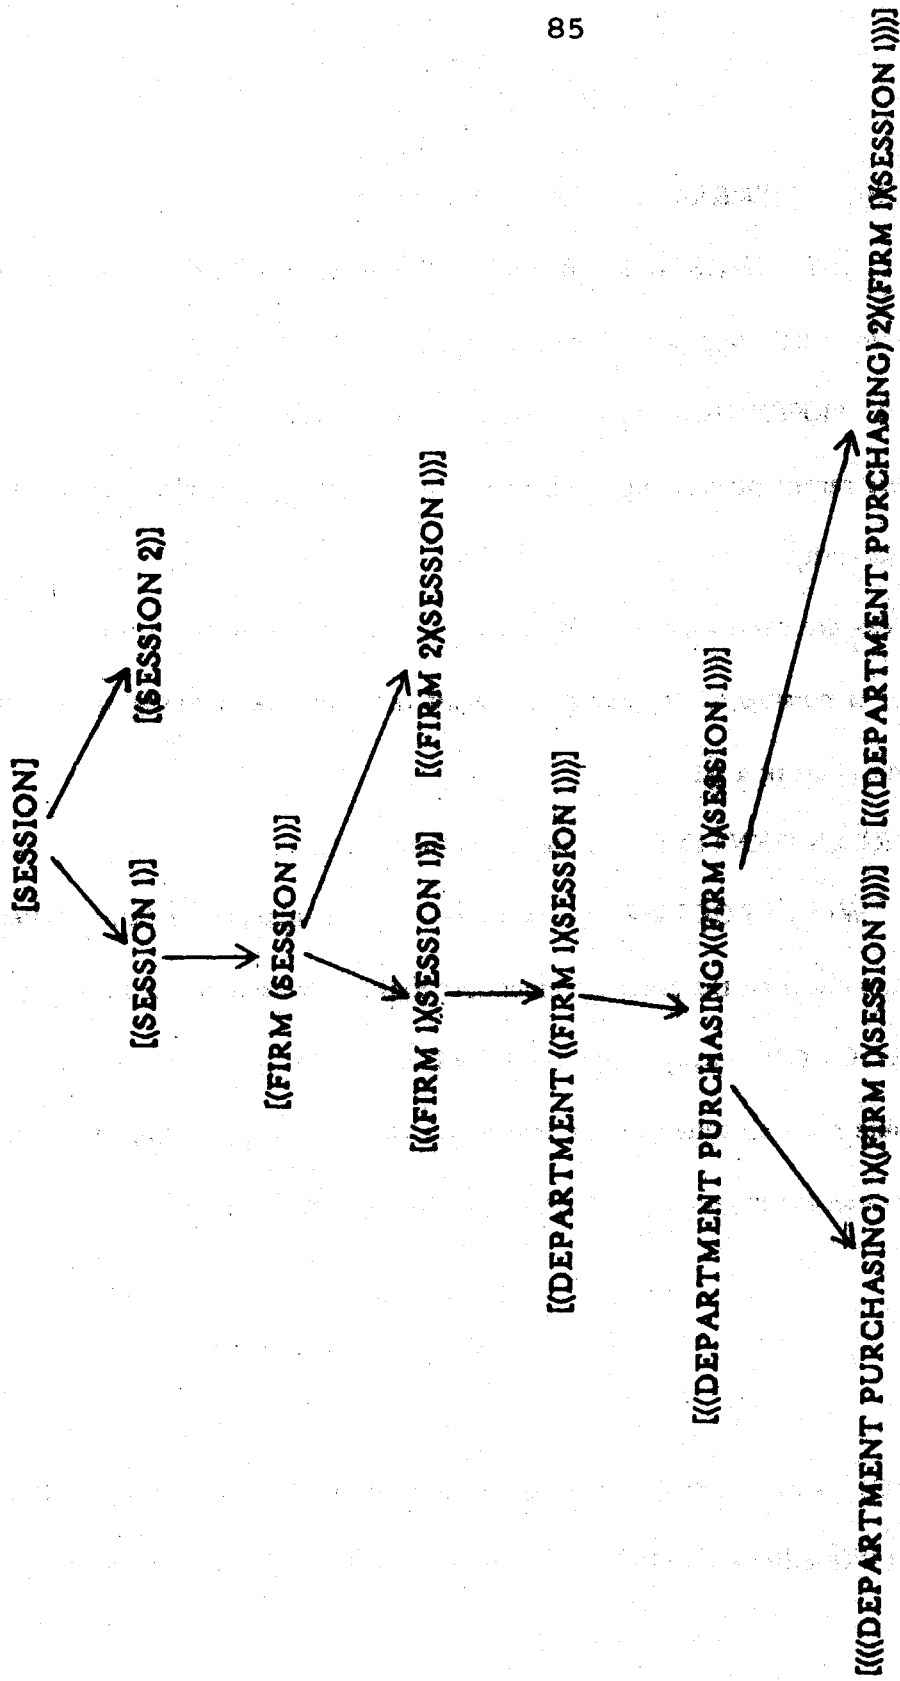 85
[SESSION]
[(SESSION 1)] [(SESSION 2)]
[(FIRM (SESSION 1))]
[((FIRM 1)(SESSION 1))] [((FIRM 2)(SESSION 1))]
[(DEPARTMENT ((FIRM 1)(SESSION 1)))]
[((DEPARTMENT PURCHASING)((FIRM 1)(SESSION 1)))]
[(((DEPARTMENT PURCHASING) 1)((FIRM 1)(SESSION 1)))] [(((DEPARTMENT PURCHASING) 2)((FIRM 1)(SESSION 1)))]